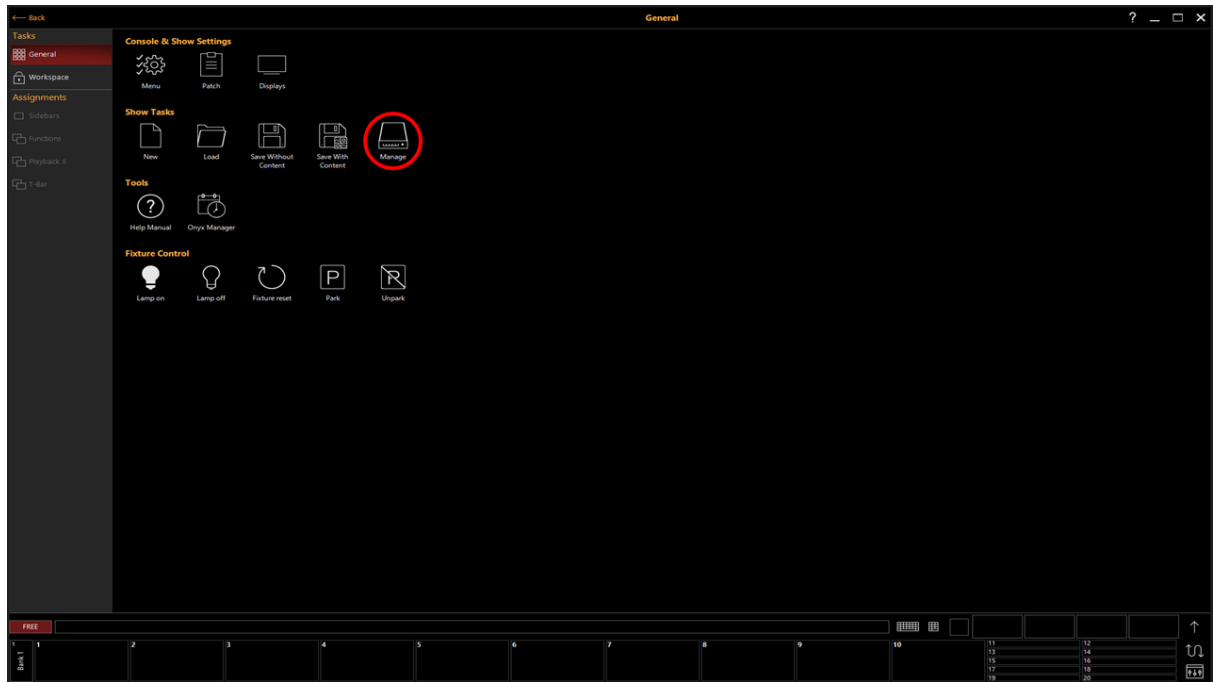 Back
General
?
Tasks
General
Workspace
Assignments
Sidebars
Functions
Playback II
T-Bar
Console & Show Settings
Menu
Patch
Displays
Show Tasks
New
Load
Save Without
Content
Save With
Content
Manage
Tools
?
Help Manual
Onyx Manager
Fixture Control
P
R
Lamp on
Lamp off
Fixture reset
Park
Unpark
FREE
1
Bank 1
1
2
3
4
5
6
7
8
9
10
11
12
13
14
15
16
17
18
19
20